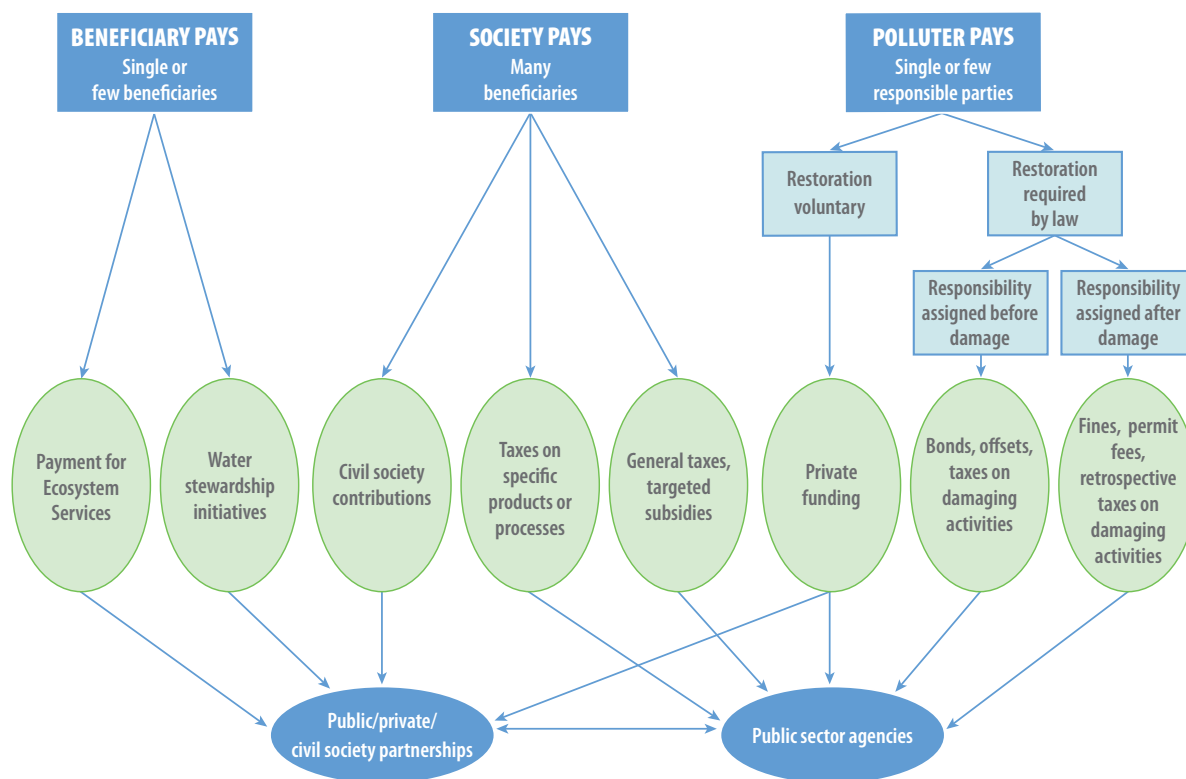 BENEFICIARY PAYS
Single or
few beneficiaries
SOCIETY PAYS
Many
beneficiaries
POLLUTER PAYS
Single or few
responsible parties
Restoration
voluntary
Restoration
required
by law
Responsibility
assigned before
damage
Responsibility
assigned after
damage
Payment for
Ecosystem
Services
Water
stewardship
initiatives
Civil society
contributions
Taxes on
specific
products or
processes
General taxes,
targeted
subsidies
Private
funding
Bonds, offsets,
taxes on
damaging
activities
Fines, permit
fees,
retrospective
taxes on
damaging
activities
Public/private/
civil society partnerships
Public sector agencies